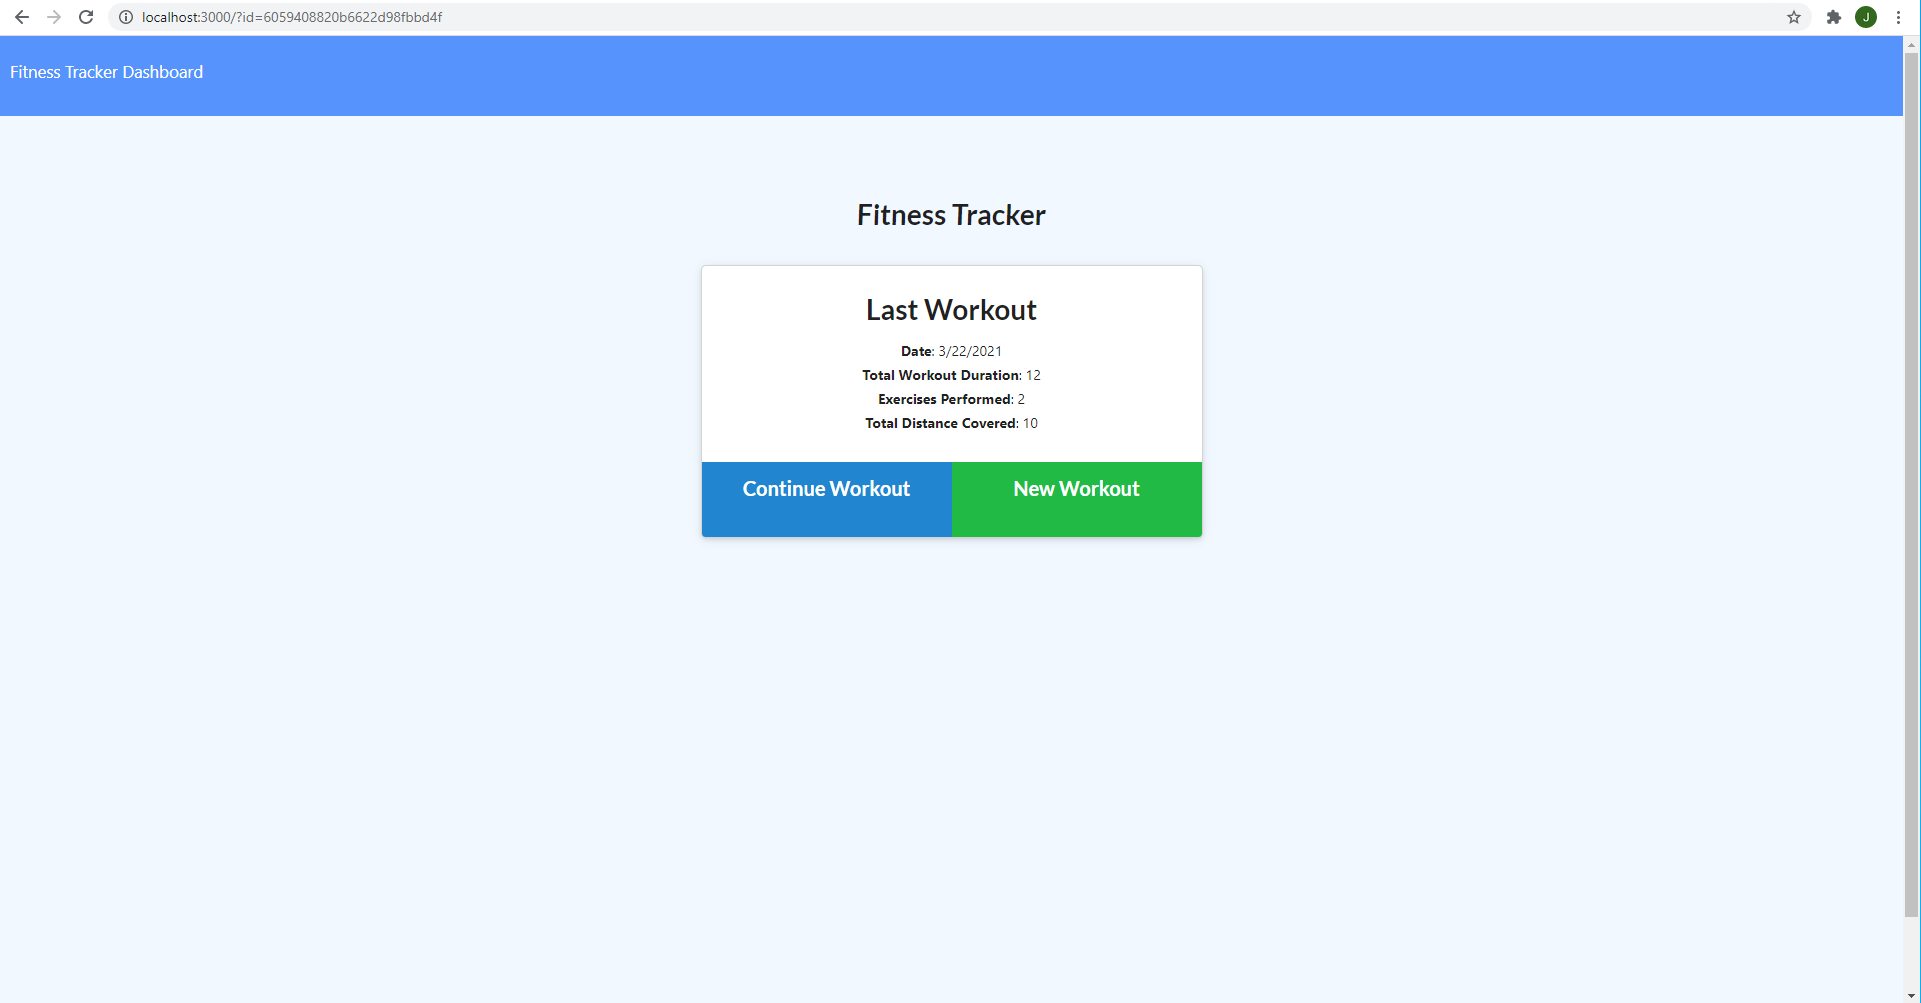 localhost:3000/?id=6059408820b6622d98fbbd4f
J
Fitness Tracker Dashboard
Fitness Tracker
Last Workout
Date: 3/22/2021
Total Workout Duration: 12
Exercises Performed: 2
Total Distance Covered: 10
Continue Workout
New Workout